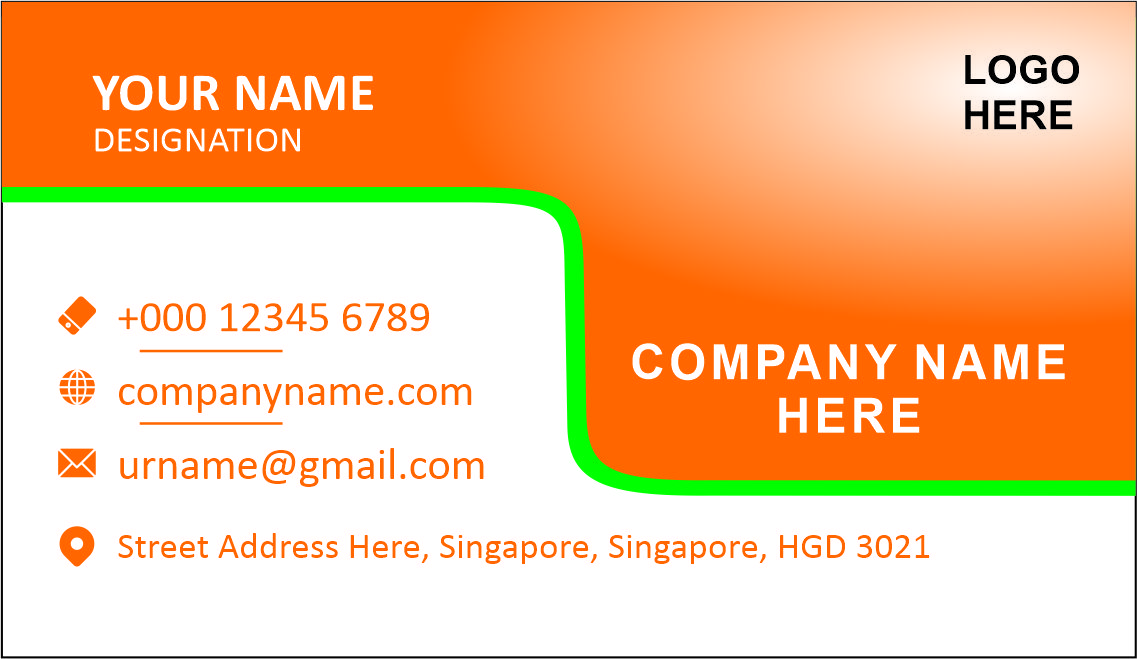 YOUR NAME
DESIGNATION
LOGO
HERE
+000 12345 6789
companyname.com
urname@gmail.com
Street Address Here, Singapore, Singapore, HGD 3021
COMPANY NAME
HERE